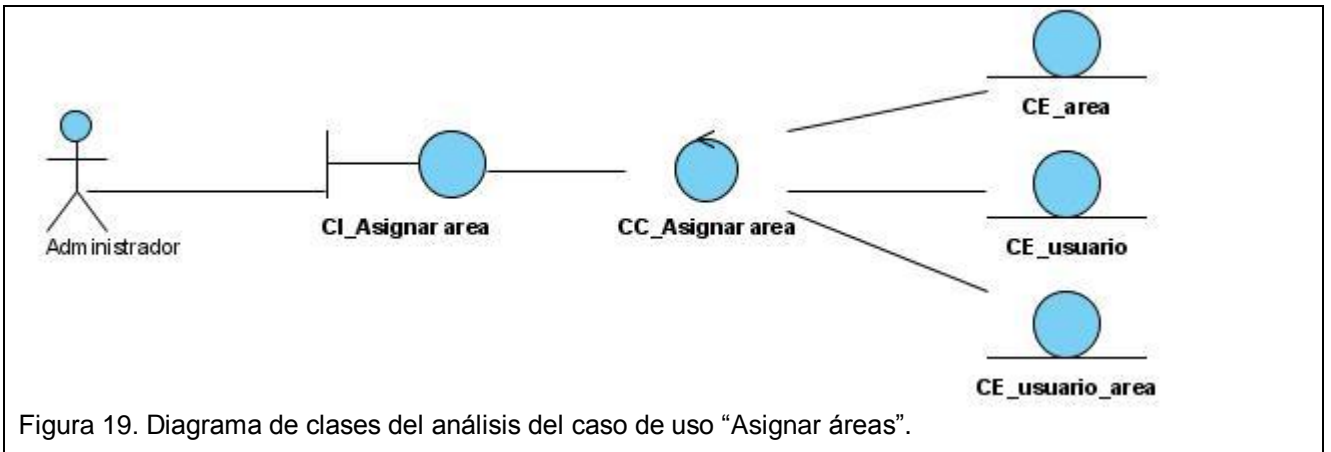 CE_area
Administrador
CI_Asignar area
CC_Asignar area
CE_usuario
CE_usuario_area
Figura 19. Diagrama de clases del análisis del caso de uso “Asignar áreas”.